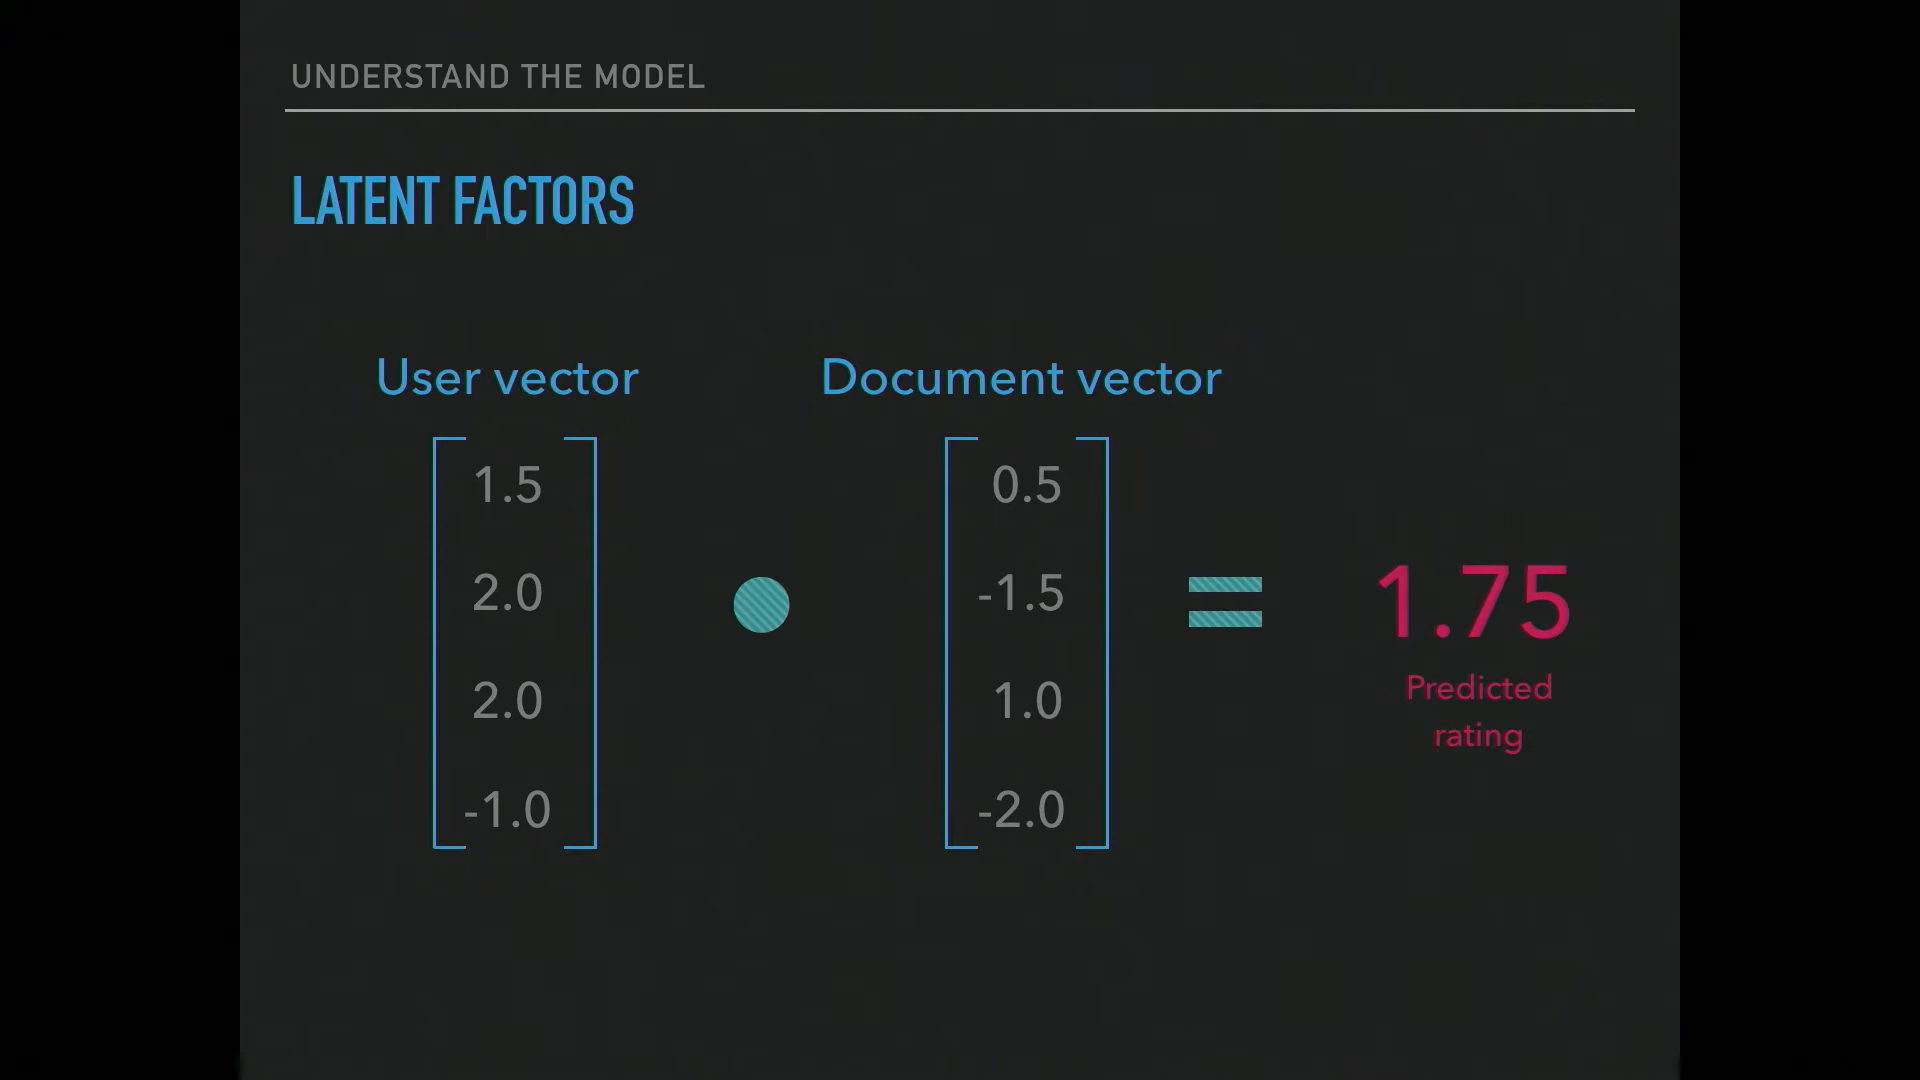 UNDERSTAND THE MODEL
LATENT FACTORS
User vector
Document vector
1.5
0.5
2.0
-1.5
2.0
1.0
-1.0
-2.0
1.75
Predicted
rating